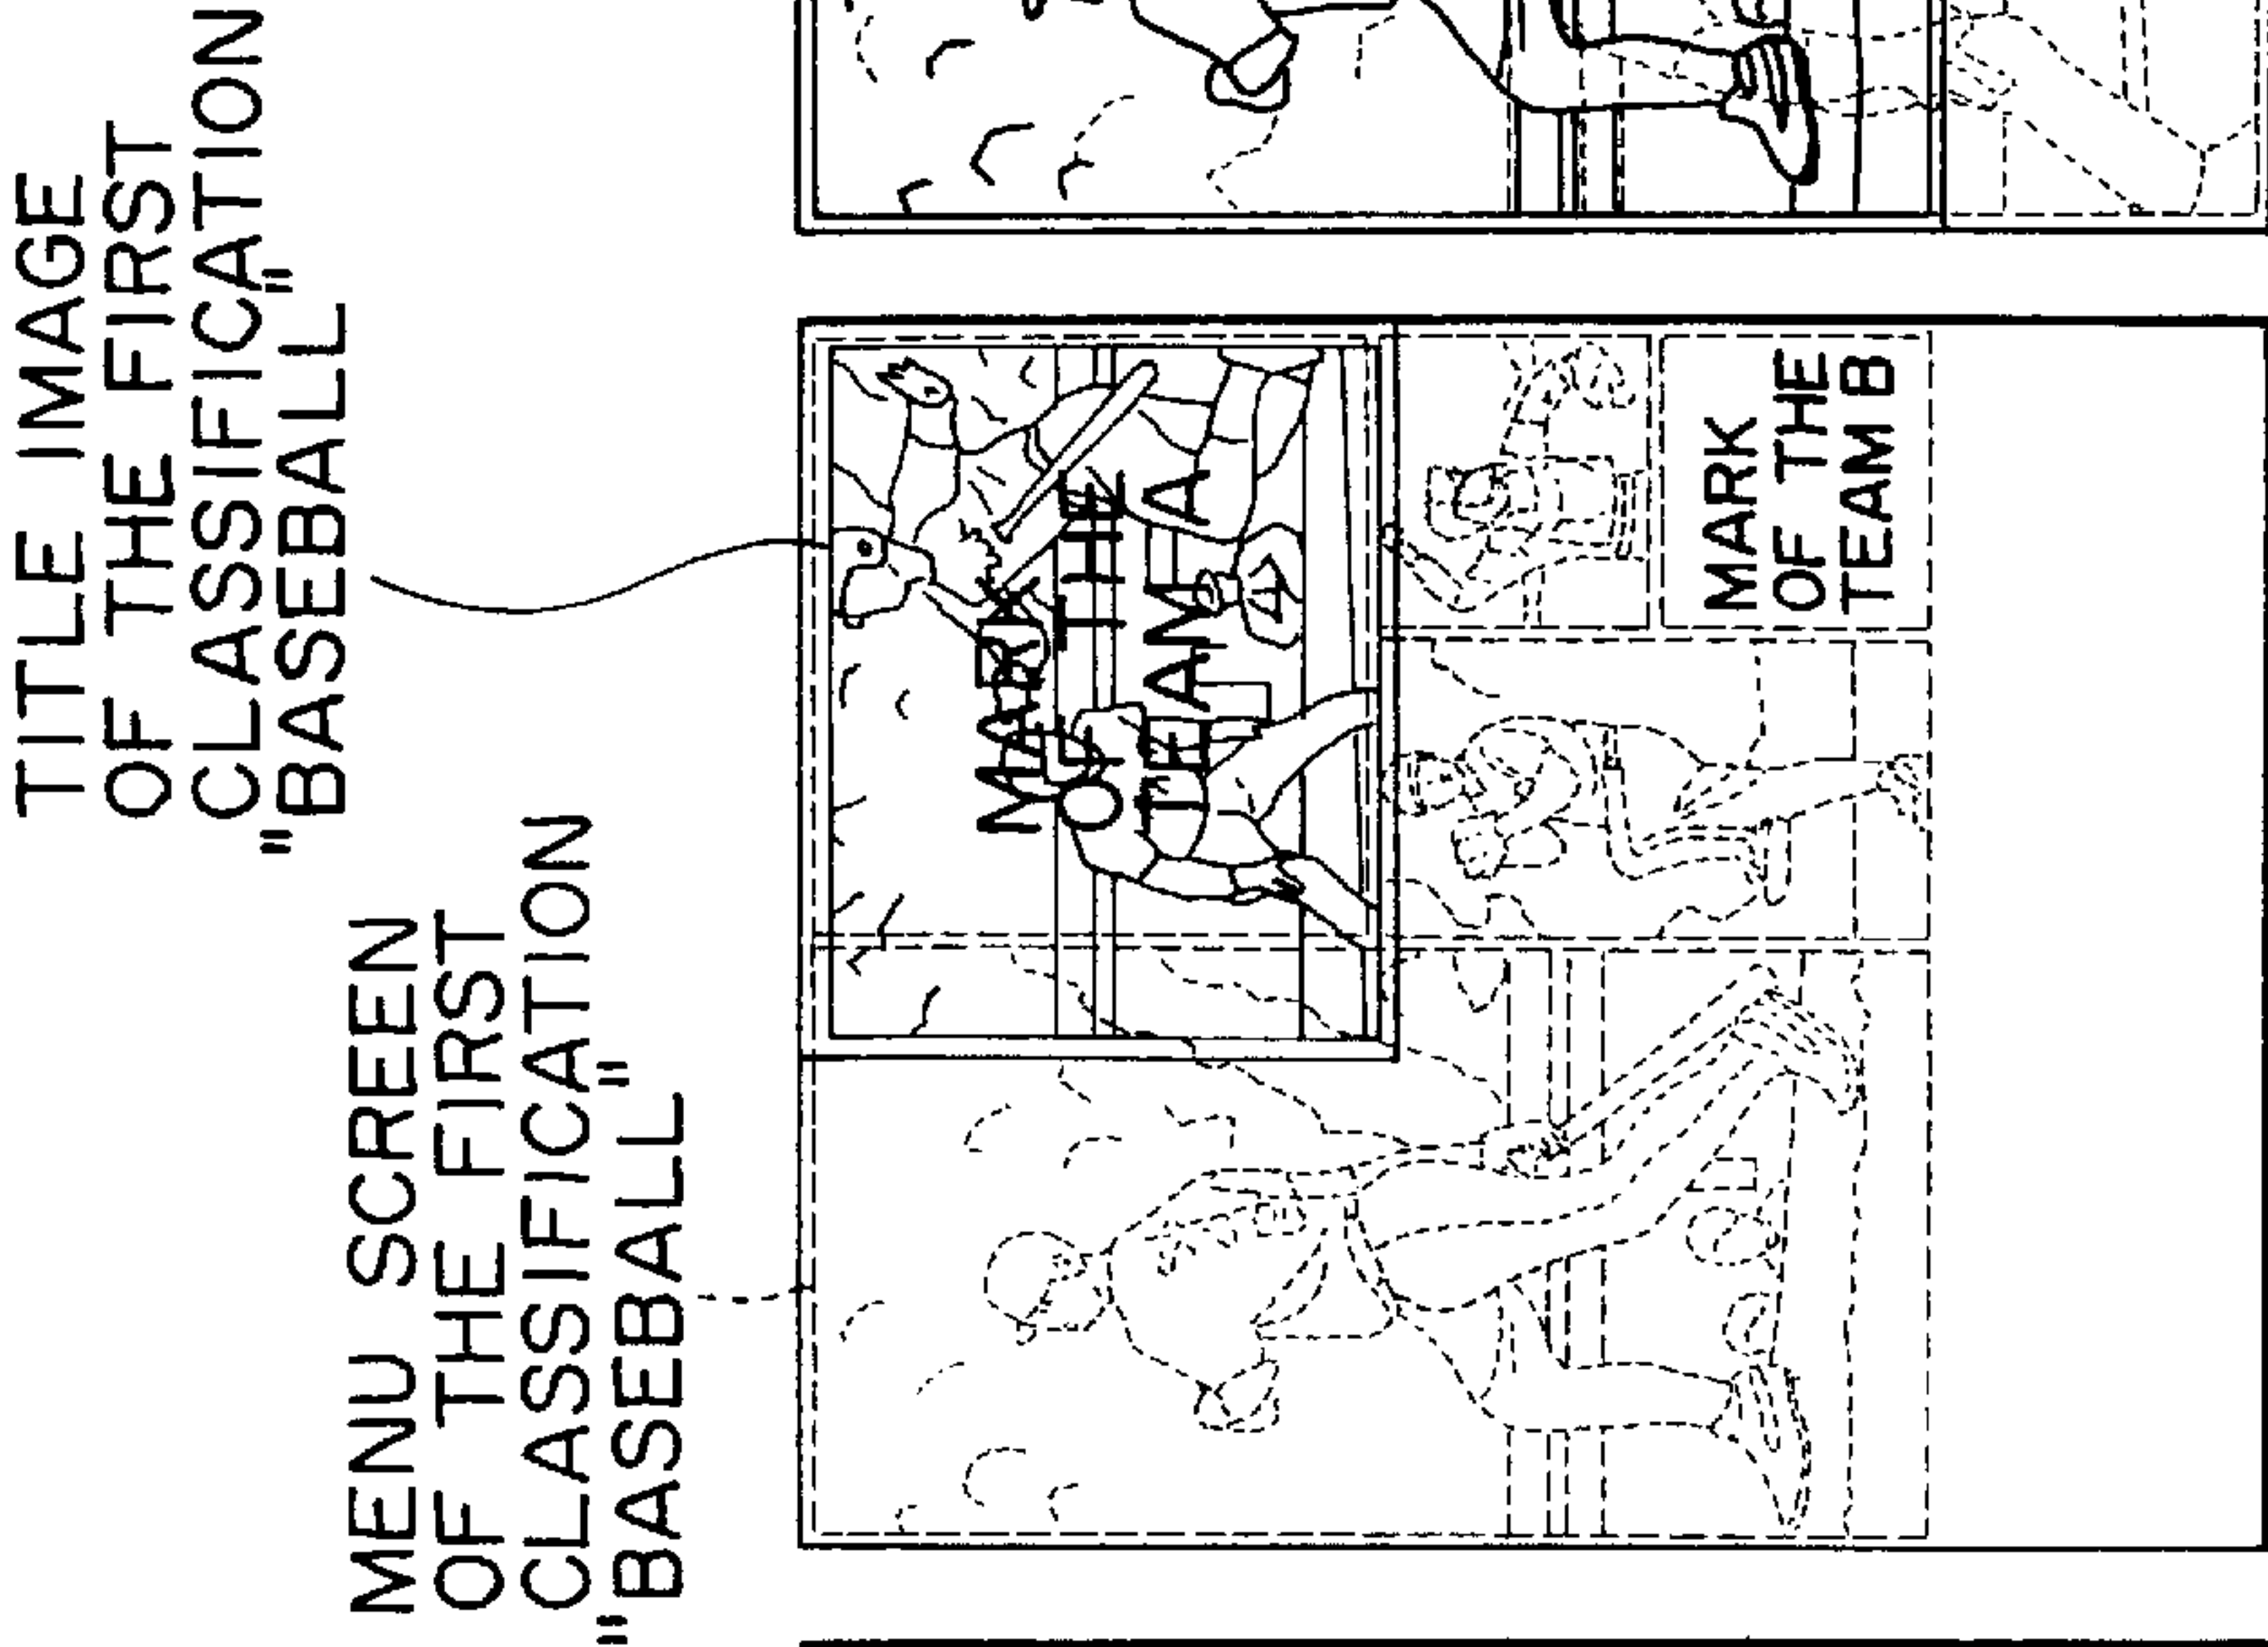 TITLE IMAGE
OF THE FIRST
CLASSIFICATION
"BASEBALL"
MENU SCREEN
OF THE FIRST
CLASSIFICATION
"BASEBALL"
MARK
OF THE
TEAM A
MARK
OF THE
TEAM B